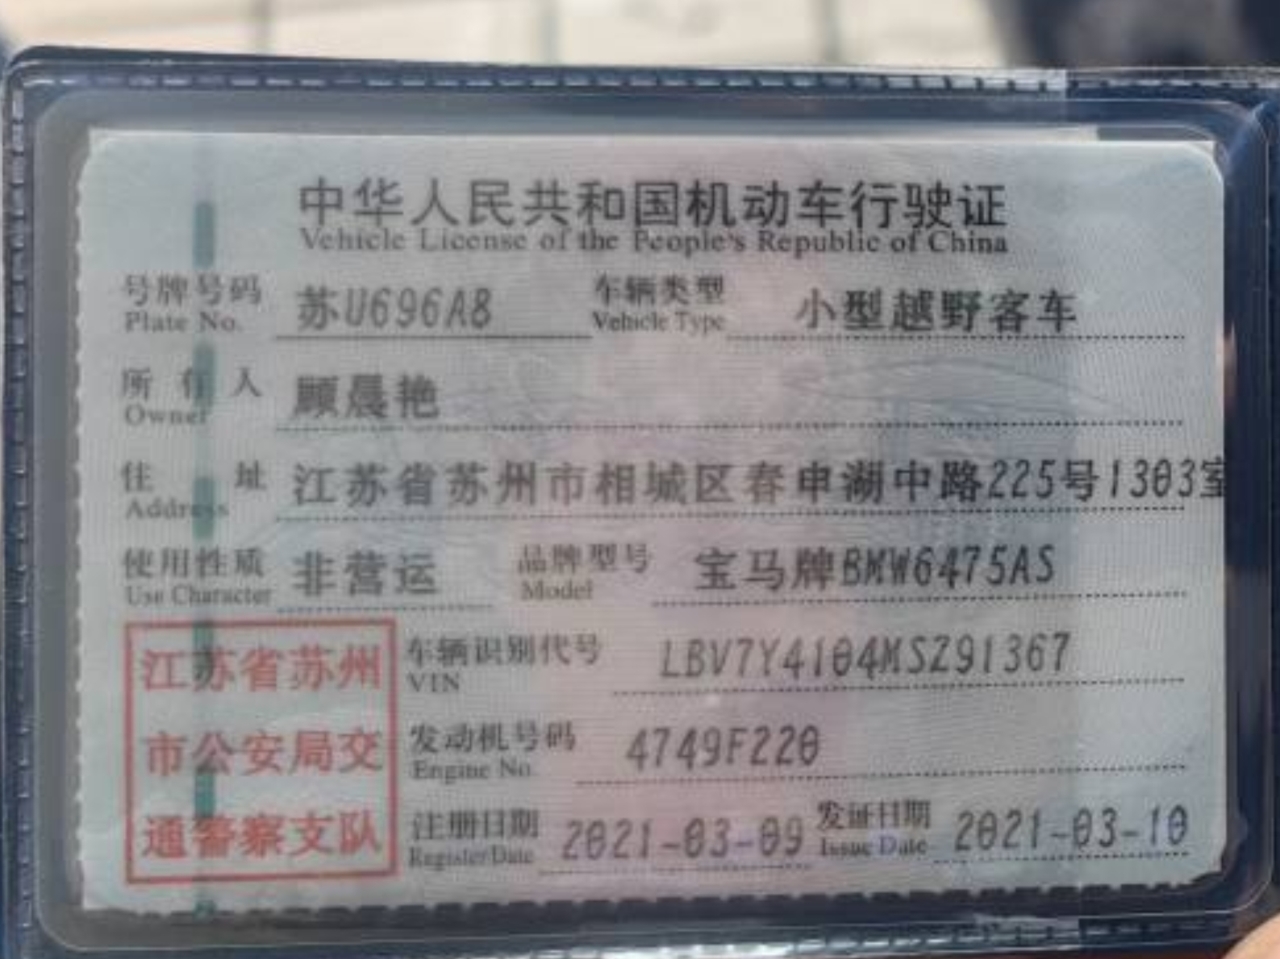 中华人民共和国机动车行驶证
Vehicle License of the People's Republic of China
号牌号码 苏U696A8 车辆类型 小型越野客车
Plate No. Vehicle Type
所有人 顾晨艳
Owner
住址 江苏省苏州市相城区春申湖中路225号1303室
Address
使用性质 非营运 品牌型号 宝马牌BMW6475AS
Use Character Model
江苏省苏州 车辆识别代号 LBV7Y4104MSZ91367
VIN
市公安局交 发动机号码 4749F220
Engine No.
通警察支队 注册日期 2021-03-09 发证日期 2021-03-10
Register Date Issue Date